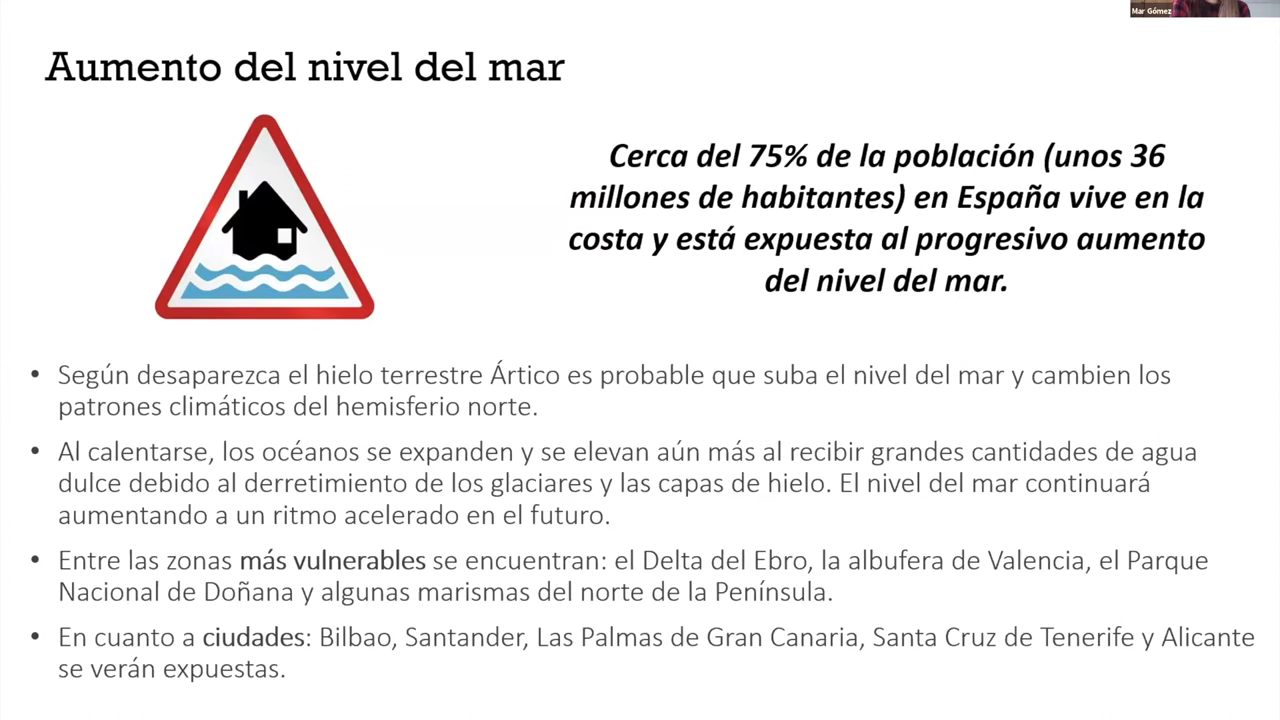 Mar Gómez
Aumento del nivel del mar
Cerca del 75% de la población (unos 36
millones de habitantes) en España vive en la
costa y está expuesta al progresivo aumento
del nivel del mar.
• Según desaparezca el hielo terrestre Ártico es probable que suba el nivel del mar y cambien los
patrones climáticos del hemisferio norte.
• Al calentarse, los océanos se expanden y se elevan aún más al recibir grandes cantidades de agua
dulce debido al derretimiento de los glaciares y las capas de hielo. El nivel del mar continuará
aumentando a un ritmo acelerado en el futuro.
• Entre las zonas más vulnerables se encuentran: el Delta del Ebro, la albufera de Valencia, el Parque
Nacional de Doñana y algunas marismas del norte de la Península.
• En cuanto a ciudades: Bilbao, Santander, Las Palmas de Gran Canaria, Santa Cruz de Tenerife y Alicante
se verán expuestas.